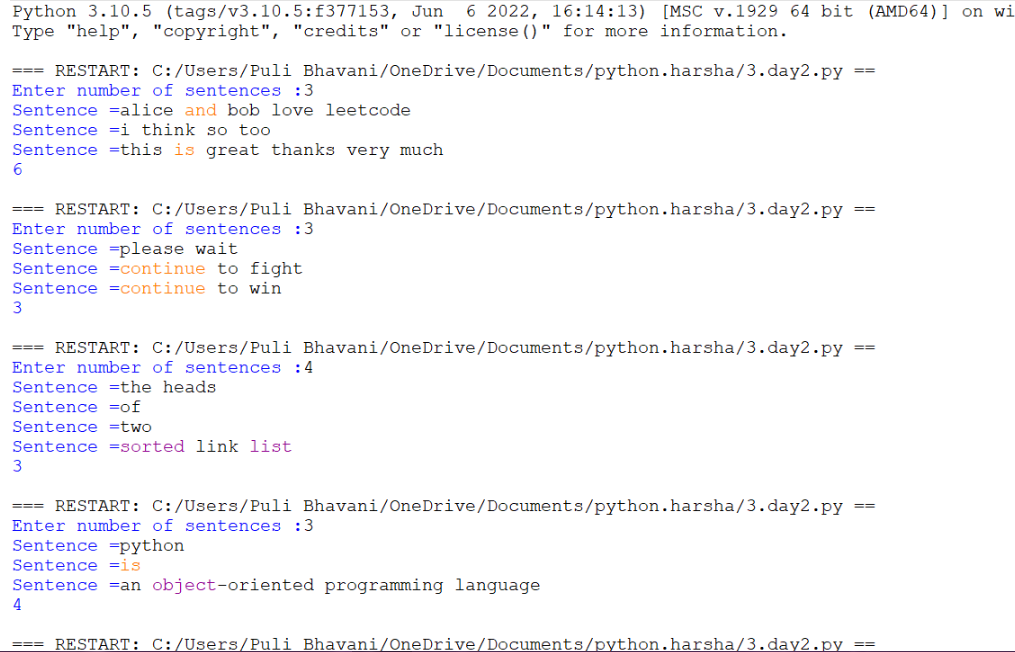 Python 3.10.5 (tags/v3.10.5:f377153, Jun  6 2022, 16:14:13) [MSC v.1929 64 bit (AMD64)] on wi
Type "help", "copyright", "credits" or "license()" for more information.
=== RESTART: C:/Users/Puli Bhavani/OneDrive/Documents/python.harsha/3.day2.py ==
Enter number of sentences :3
Sentence =alice and bob love leetcode
Sentence =i think so too
Sentence =this is great thanks very much
6
=== RESTART: C:/Users/Puli Bhavani/OneDrive/Documents/python.harsha/3.day2.py ==
Enter number of sentences :3
Sentence =please wait
Sentence =continue to fight
Sentence =continue to win
3
=== RESTART: C:/Users/Puli Bhavani/OneDrive/Documents/python.harsha/3.day2.py ==
Enter number of sentences :4
Sentence =the heads
Sentence =of
Sentence =two
Sentence =sorted link list
3
=== RESTART: C:/Users/Puli Bhavani/OneDrive/Documents/python.harsha/3.day2.py ==
Enter number of sentences :3
Sentence =python
Sentence =is
Sentence =an object-oriented programming language
4
=== RESTART: C:/Users/Puli Bhavani/OneDrive/Documents/python.harsha/3.day2.py ==